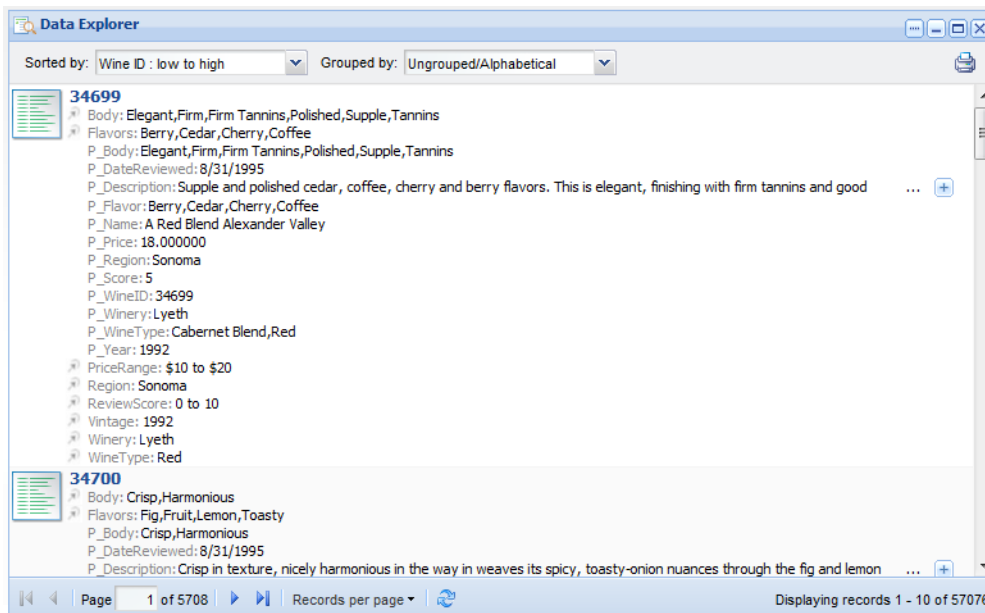 Data Explorer
Sorted by: Wine ID : low to high Grouped by: Ungrouped/Alphabetical
34699
Body: Elegant,Firm,Firm Tannins,Polished,Supple,Tannins
Flavors: Berry,Cedar,Cherry,Coffee
P_Body: Elegant,Firm,Firm Tannins,Polished,Supple,Tannins
P_DateReviewed: 8/31/1995
P_Description: Supple and polished cedar, coffee, cherry and berry flavors. This is elegant, finishing with firm tannins and good ...
P_Flavor: Berry,Cedar,Cherry,Coffee
P_Name: A Red Blend Alexander Valley
P_Price: 18.000000
P_Region: Sonoma
P_Score: 5
P_WineID: 34699
P_Winery: Lyeth
P_WineType: Cabernet Blend,Red
P_Year: 1992
PriceRange: $10 to $20
Region: Sonoma
ReviewScore: 0 to 10
Vintage: 1992
Winery: Lyeth
WineType: Red
34700
Body: Crisp,Harmonious
Flavors: Fig,Fruit,Lemon,Toasty
P_Body: Crisp,Harmonious
P_DateReviewed: 8/31/1995
P_Description: Crisp in texture, nicely harmonious in the way in weaves its spicy, toasty-onion nuances through the fig and lemon ...
Page 1 of 5708 Records per page Displaying records 1 - 10 of 57076